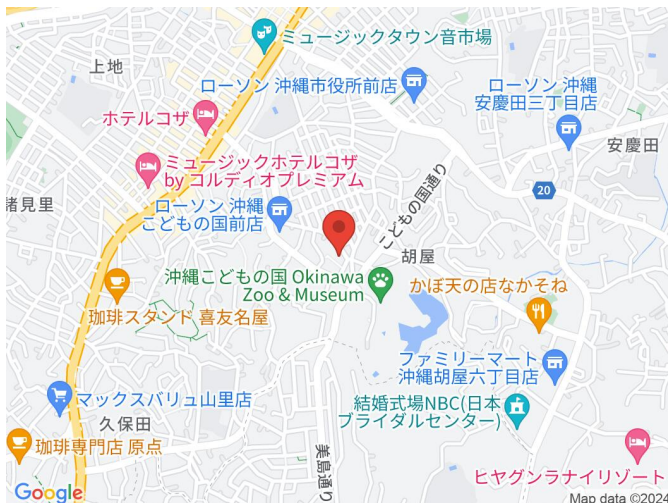 ミュージックタウン音市場
上地
ローソン 沖縄市役所前店
ローソン 沖縄
安慶田三丁目店
ホテルコザ
安慶田
ミュージックホテルコザ
by コルディオプレミアム
20
諸見里
ローソン 沖縄
こどもの国前店
こどもの国通り
胡屋
沖縄こどもの国 Okinawa
Zoo & Museum
かぼ天の店なかそね
珈琲スタンド 喜友名屋
ファミリーマート
沖縄胡屋六丁目店
マックスバリュ山里店
結婚式場NBC(日本
ブライダルセンター)
久保田
珈琲専門店 原点
美島通り
ヒヤグンラナイリゾート
Google
Map data ©2024